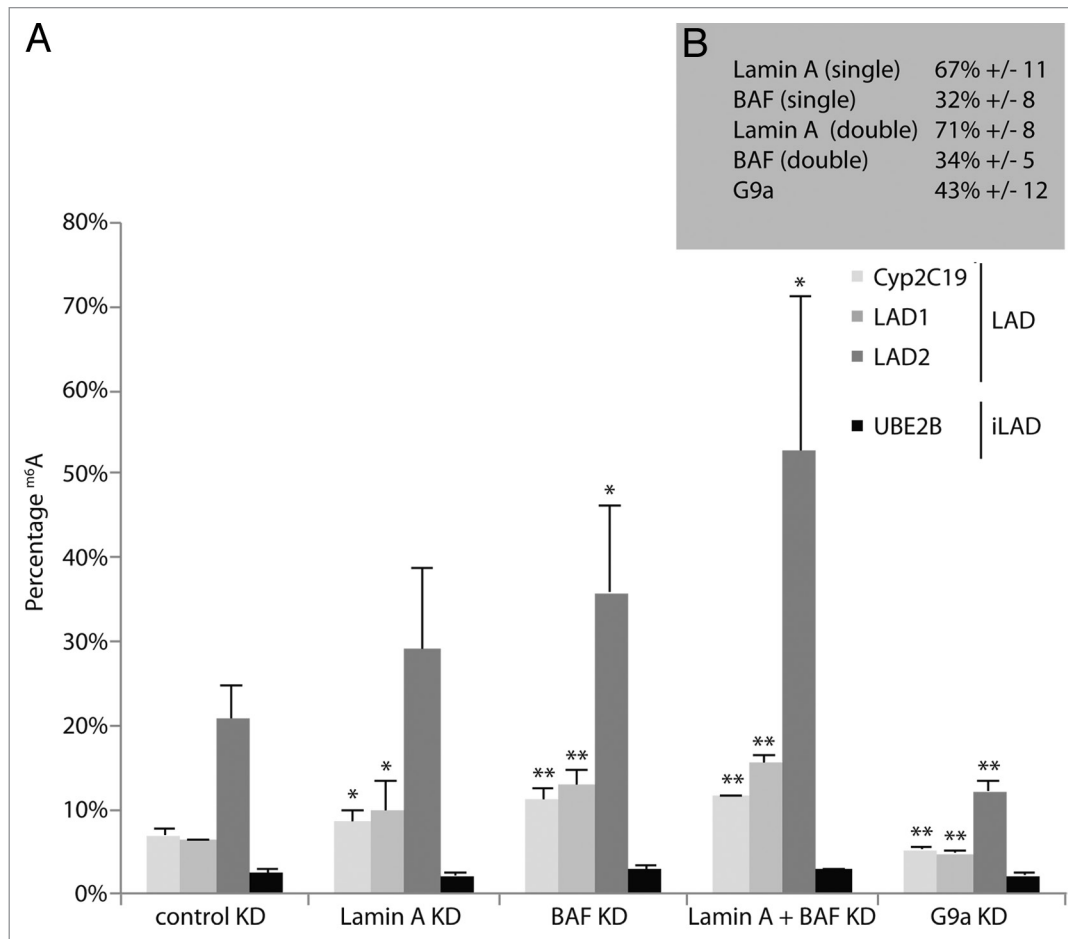 A
B
Lamin A (single) 67% +/- 11
BAF (single) 32% +/- 8
Lamin A (double) 71% +/- 8
BAF (double) 34% +/- 5
G9a 43% +/- 12
Cyp2C19
LAD1
LAD2
LAD
UBE2B
iLAD
Percentage ᵐ⁶A
80%
70%
60%
50%
40%
30%
20%
10%
0%
*
*
*
** ** **
** **
** **
* *
control KD Lamin A KD BAF KD Lamin A + BAF KD G9a KD